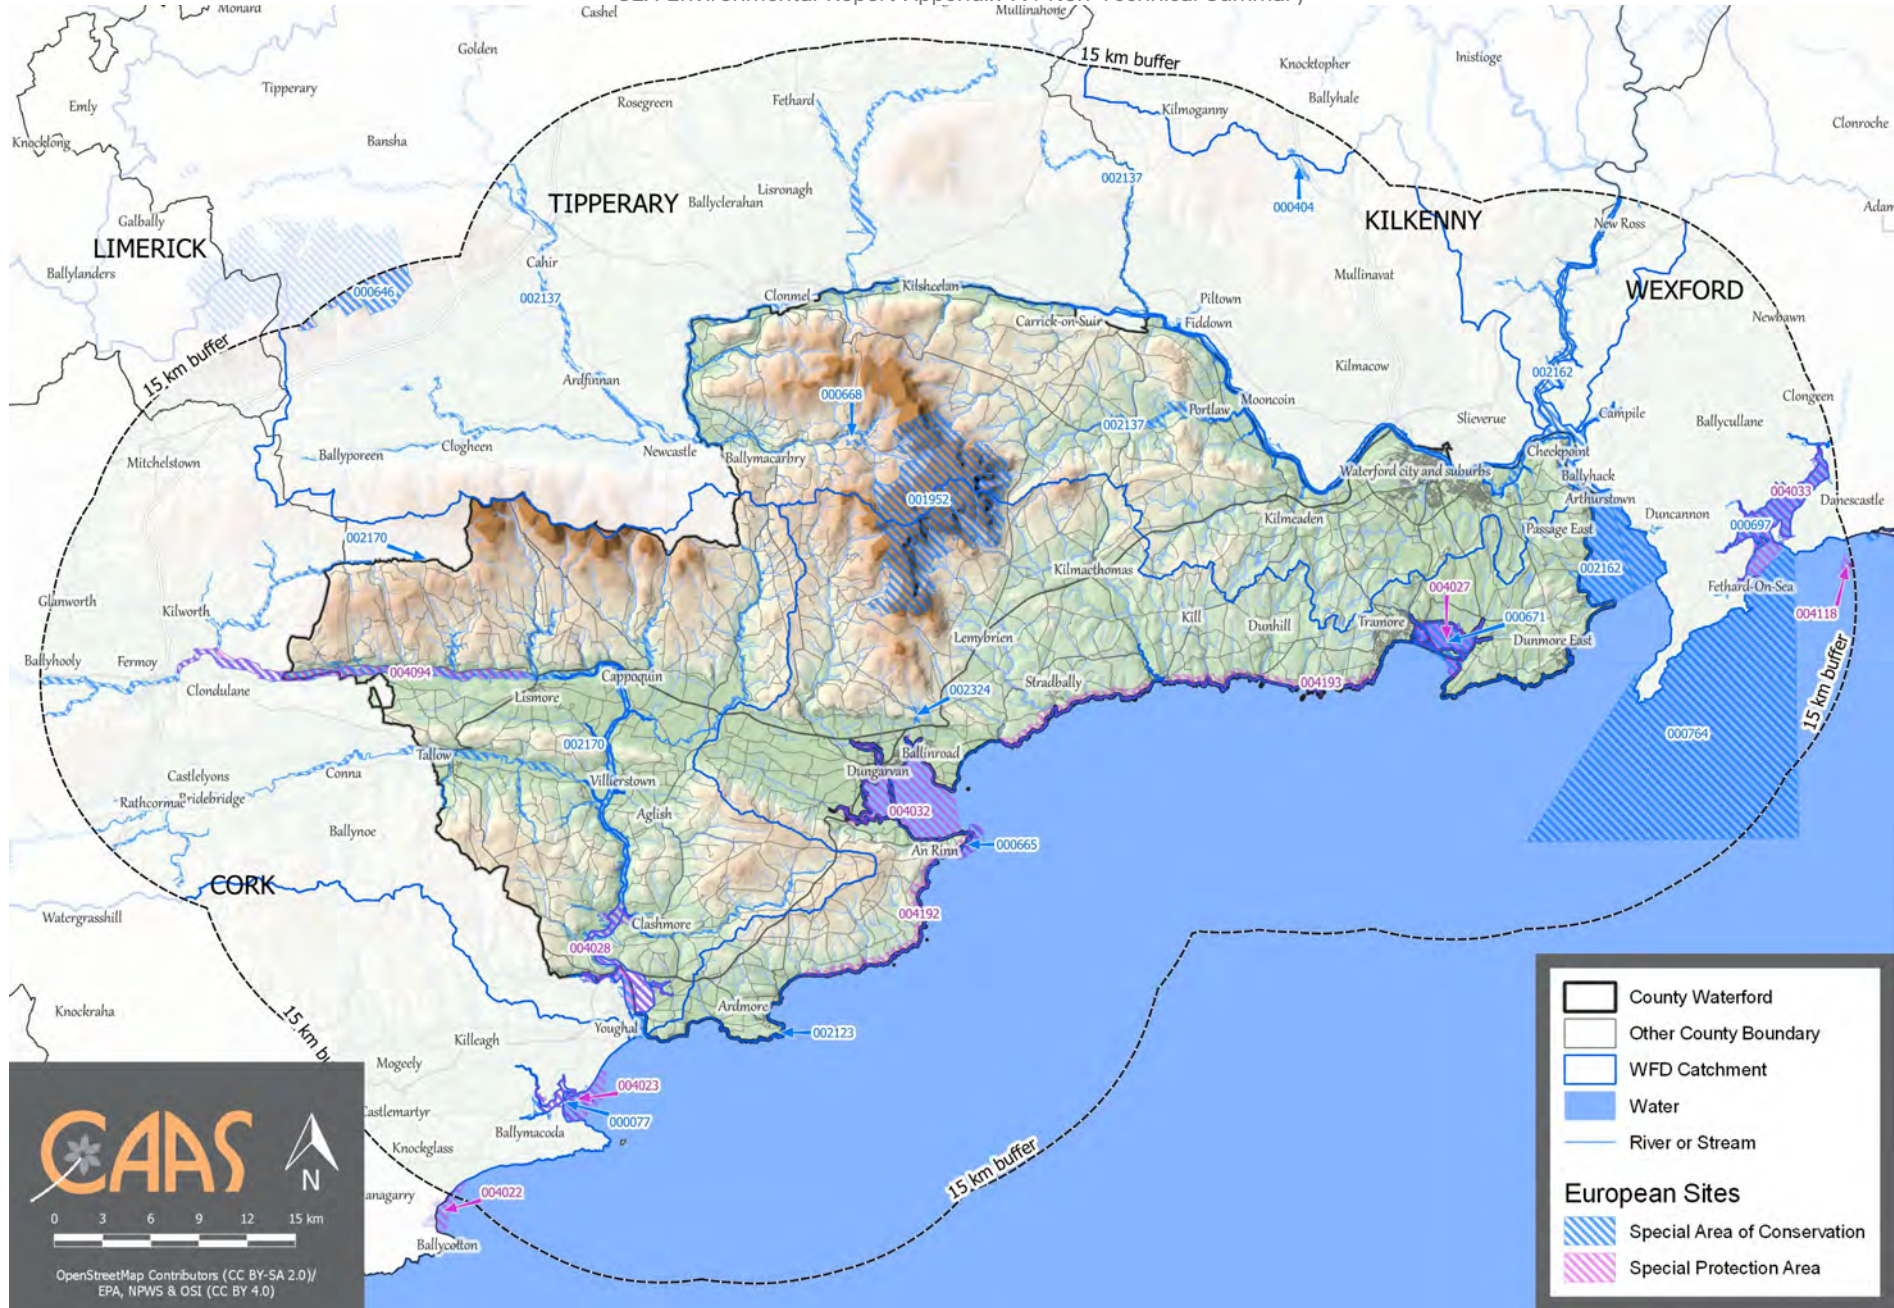 Monard
Cashel
Mullinahone
Golden
15 km buffer
Inistioge
Knocktopher
Tipperary
Emly
Rosegreen
Fethard
Ballyhale
Kilmoganny
Clonroche
Knocklong
Bansha
002137
Lisronagh
TIPPERARY
Ballyclerahan
000404
Adam
Galbally
KILKENNY
New Ross
LIMERICK
Cahir
Ballylanders
Mullinavat
000646
002137
Clonmel
Kilsheelan
Piltown
WEXFORD
Carrick-on-Suir
Fiddown
Newbawn
15 km buffer
Kilmacow
002162
Ardfinnan
000668
Mooncoin
Clongeen
Portlaw
Slieverue
Campile
Ballycullane
002137
Clogheen
Newcastle
Ballymacarbry
Checkpoint
Mitchelstown
Ballyporeen
Waterford city and suburbs
Ballyhack
004033
Danescastle
001952
Arthurstown
Duncannon
Kilmeaden
Passage East
000697
002170
Kilmacthomas
002162
004027
Fethard-On-Sea
Glanworth
Kilworth
Kill
Dunhill
Tramore
000671
004118
Lemybrien
Dunmore East
Ballyhooly
Fermoy
004094
Cappoquin
Stradbally
004193
Clondulane
Lismore
002324
15 km buffer
000764
002170
Tallow
Ballinroad
Castlelyons
Conna
Dungarvan
Villierstown
Rathcormac
Bridebridge
004032
Aglish
Ballynoe
An Rinn
000665
CORK
Watergrasshill
004192
Clashmore
004028
Knockraha
Ardmore
15 km bu
Youghal
002123
Killeagh
Mogeely
004023
Castlemartyr
000077
Ballymacoda
Knockglass
15 km buffer
anagarry
004022
Ballycotton
CAAS
N
0 3 6 9 12 15 km
OpenStreetMap Contributors (CC BY-SA 2.0)/
EPA, NPWS & OSI (CC BY 4.0)
County Waterford
Other County Boundary
WFD Catchment
Water
River or Stream
European Sites
Special Area of Conservation
Special Protection Area